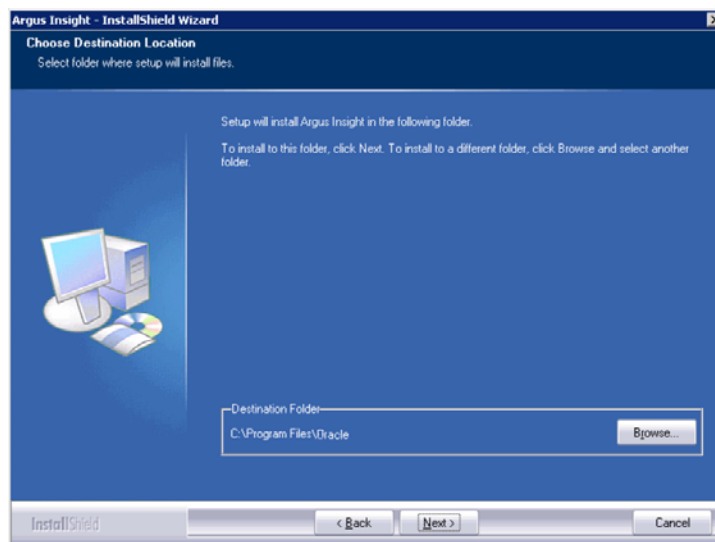 Argus Insight - InstallShield Wizard
Choose Destination Location
Select folder where setup will install files.
Setup will install Argus Insight in the following folder.
To install to this folder, click Next. To install to a different folder, click Browse and select another
folder.
Destination Folder
C:\Program Files\Oracle
Browse...
InstallShield
< Back
Next >
Cancel